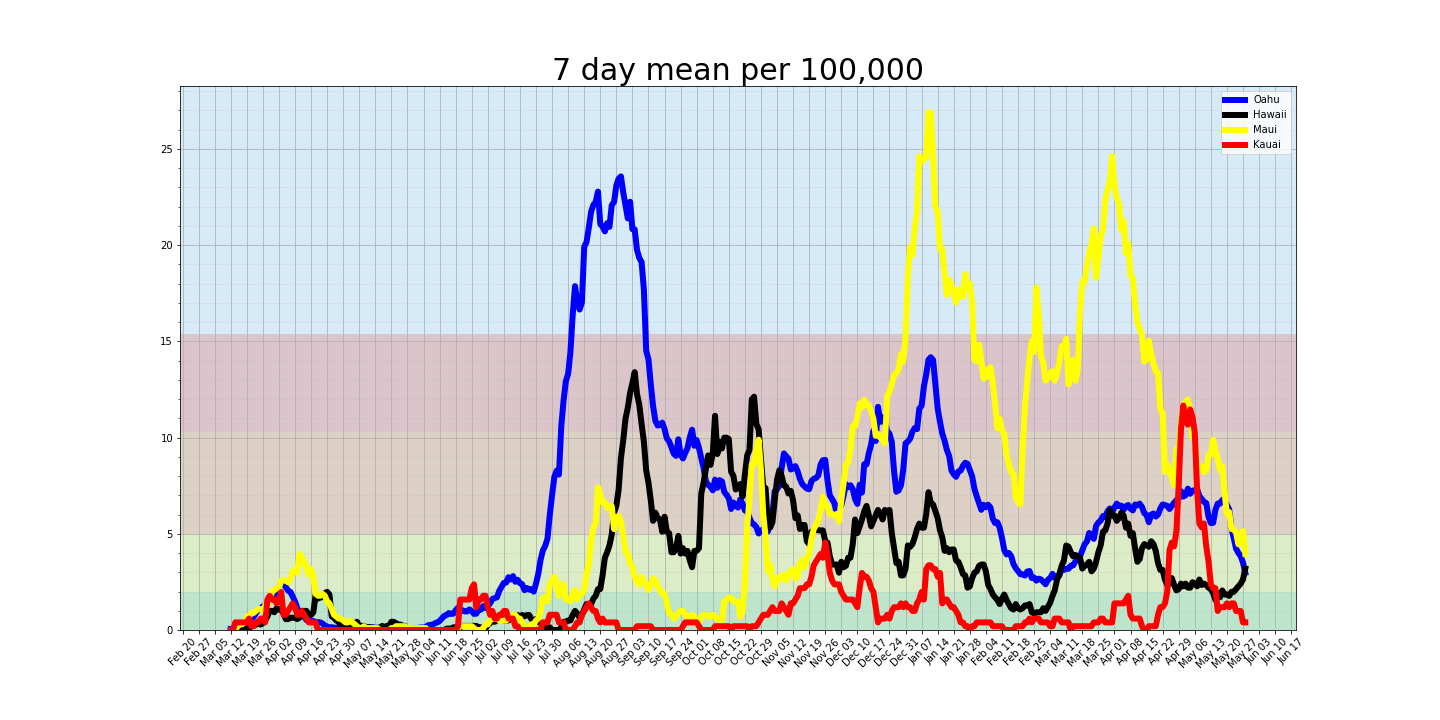 7 day mean per 100,000
Oahu
Hawaii
Maui
Kauai
25
20
15
10
5
0
Feb 20
Feb 27
Mar 05
Mar 12
Mar 19
Mar 26
Apr 02
Apr 09
Apr 16
Apr 23
Apr 30
May 07
May 14
May 21
May 28
Jun 04
Jun 11
Jun 18
Jun 25
Jul 02
Jul 09
Jul 16
Jul 23
Jul 30
Aug 06
Aug 13
Aug 20
Aug 27
Sep 03
Sep 10
Sep 17
Sep 24
Oct 01
Oct 08
Oct 15
Oct 22
Oct 29
Nov 05
Nov 12
Nov 19
Nov 26
Dec 03
Dec 10
Dec 17
Dec 24
Dec 31
Jan 07
Jan 14
Jan 21
Jan 28
Feb 04
Feb 11
Feb 18
Feb 25
Mar 04
Mar 11
Mar 18
Mar 25
Apr 01
Apr 08
Apr 15
Apr 22
Apr 29
May 06
May 13
May 20
May 27
Jun 03
Jun 10
Jun 17